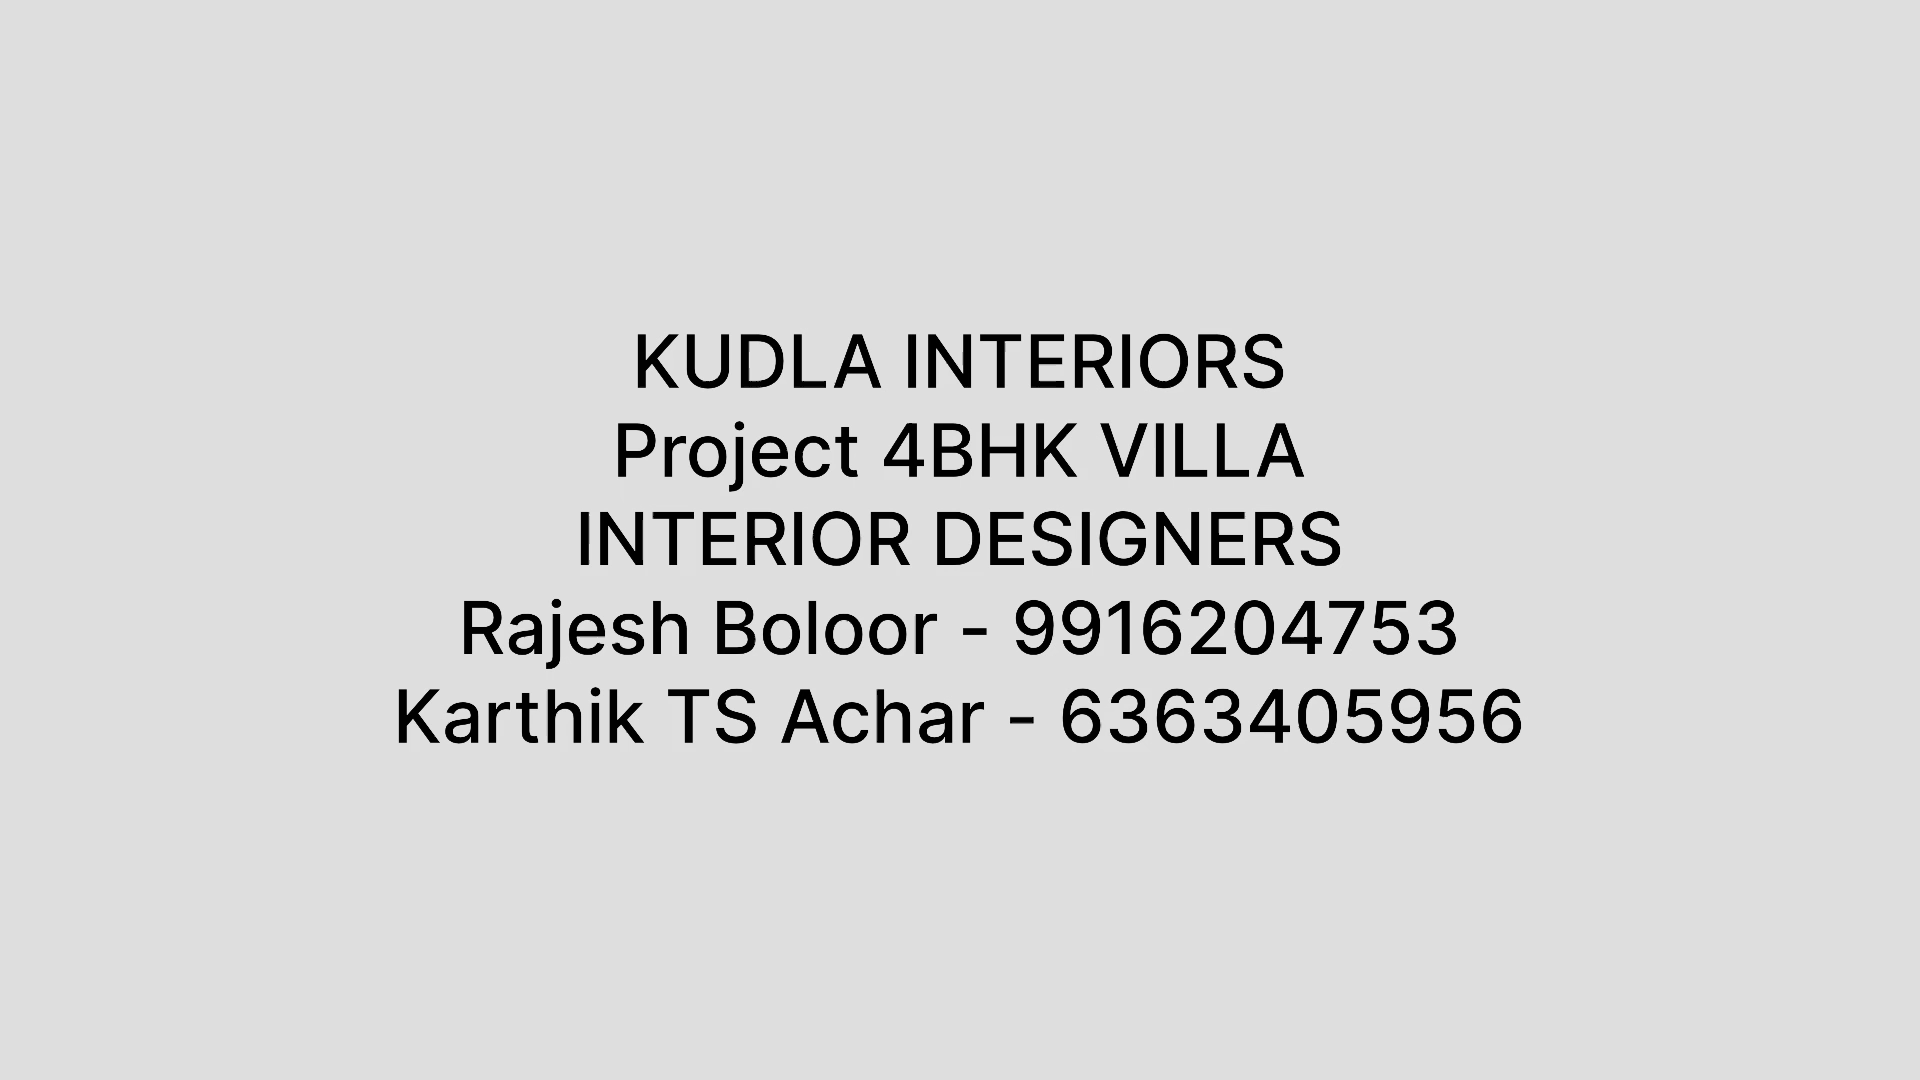 KUDLA INTERIORS
Project 4BHK VILLA
INTERIOR DESIGNERS
Rajesh Boloor - 9916204753
Karthik TS Achar - 6363405956